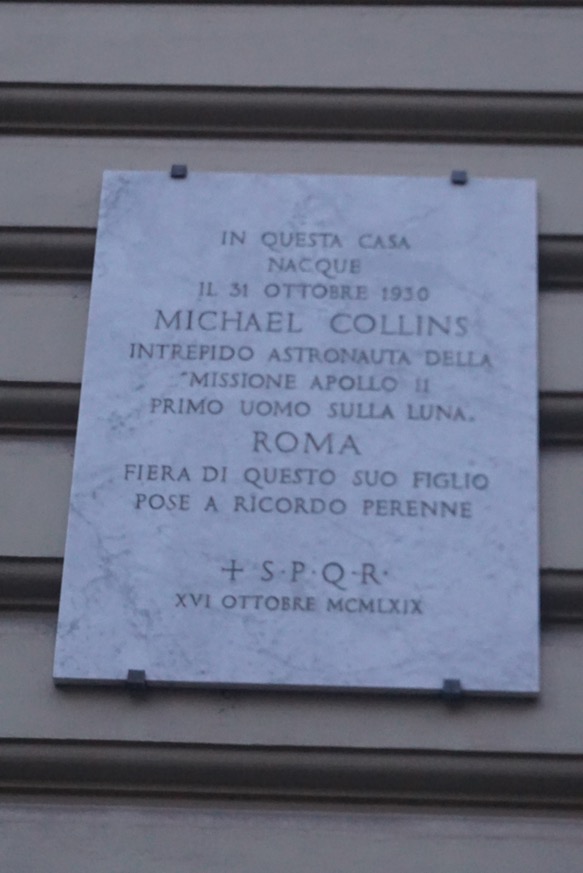 IN QUESTA CASA
NACQUE
IL 31 OTTOBRE 1930
MICHAEL COLLINS
INTREPIDO ASTRONAUTA DELLA
"MISSIONE APOLLO 11
PRIMO UOMO SULLA LUNA.
ROMA
FIERA DI QUESTO SUO FIGLIO
POSE A RICORDO PERENNE
+ S·P·Q·R·
XVI OTTOBRE MCMLXIX